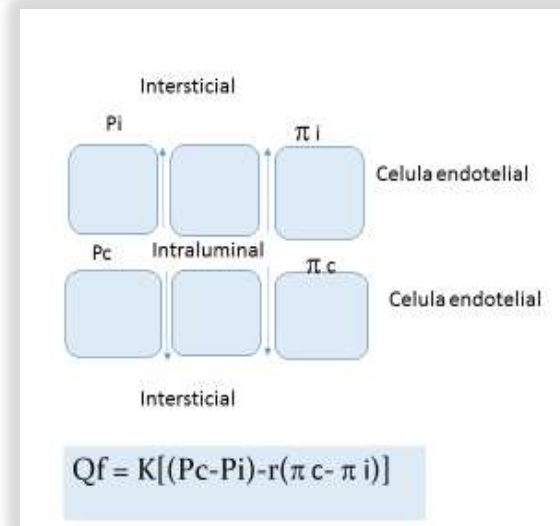 Intersticial
Pi
π i
Celula endotelial
Pc
Intraluminal
π c
Celula endotelial
Intersticial
Qf = K[(Pc-Pi)-r(π c- π i)]